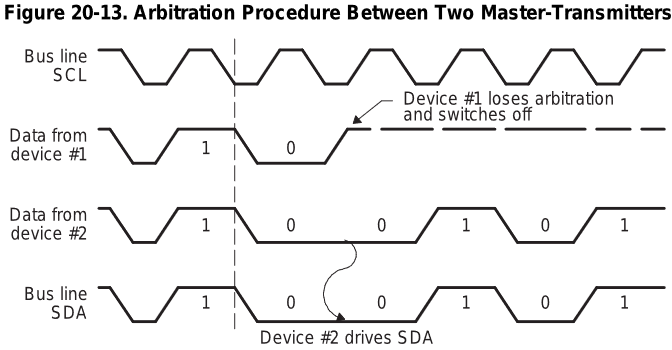 Figure 20-13. Arbitration Procedure Between Two Master-Transmitters
Bus line
SCL
Device #1 loses arbitration
and switches off
Data from
device #1
1 0
Data from
device #2
1 0 0 1 0 1
Bus line
SDA
1 0 0 1 0 1
Device #2 drives SDA